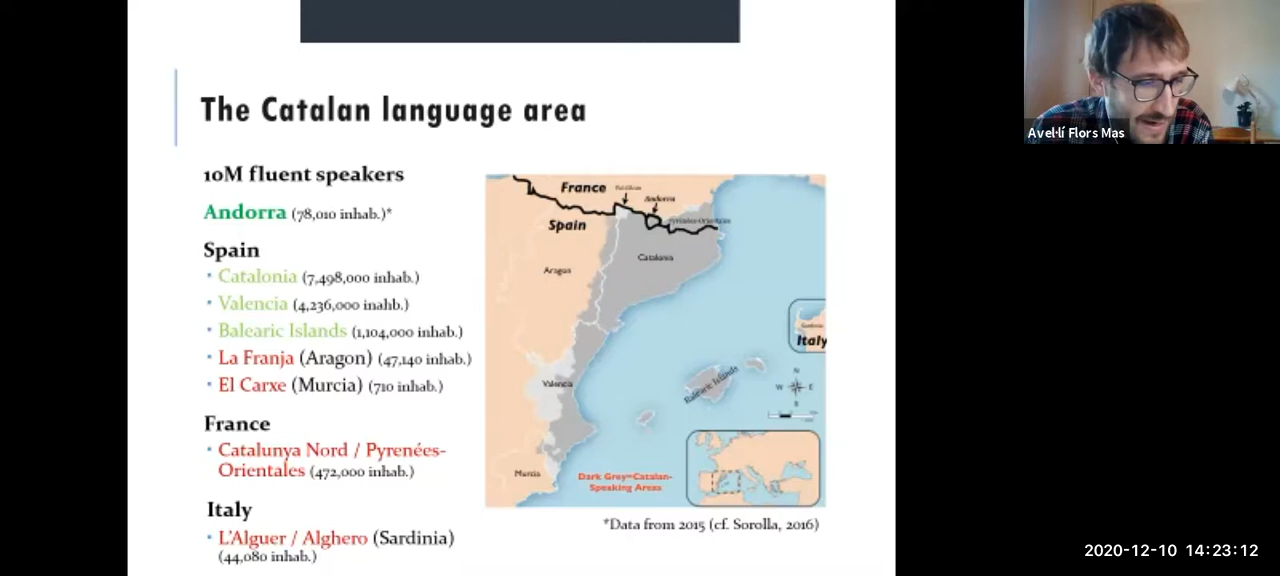 The Catalan language area
10M fluent speakers
Andorra (78,010 inhab.)*
Spain
• Catalonia (7,498,000 inhab.)
• Valencia (4,236,000 inahb.)
• Balearic Islands (1,104,000 inhab.)
• La Franja (Aragon) (47,140 inhab.)
• El Carxe (Murcia) (710 inhab.)
France
• Catalunya Nord / Pyrenées-
Orientales (472,000 inhab.)
Italy
• L'Alguer / Alghero (Sardinia)
(44,080 inhab.)
France
Andorra
Spain
Pyrénées-Orientales
Catalonia
Aragon
Sardinia
Italy
Valencia
Balearic Islands
N
W E
S
Murcia
Dark Grey=Catalan-
Speaking Areas
*Data from 2015 (cf. Sorolla, 2016)
Avel·lí Flors Mas
2020-12-10 14:23:12